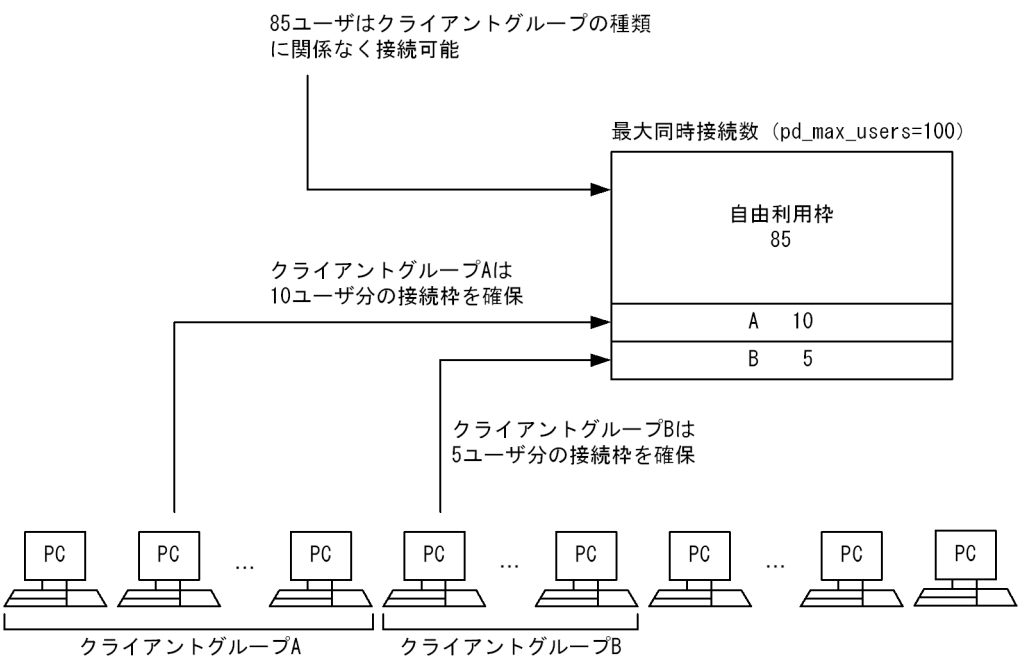 85ユーザはクライアントグループの種類
に関係なく接続可能
最大同時接続数（pd_max_users=100）
自由利用枠
85
クライアントグループAは
10ユーザ分の接続枠を確保
A 10
B 5
クライアントグループBは
5ユーザ分の接続枠を確保
PC PC … PC PC … PC PC … PC PC
クライアントグループA クライアントグループB